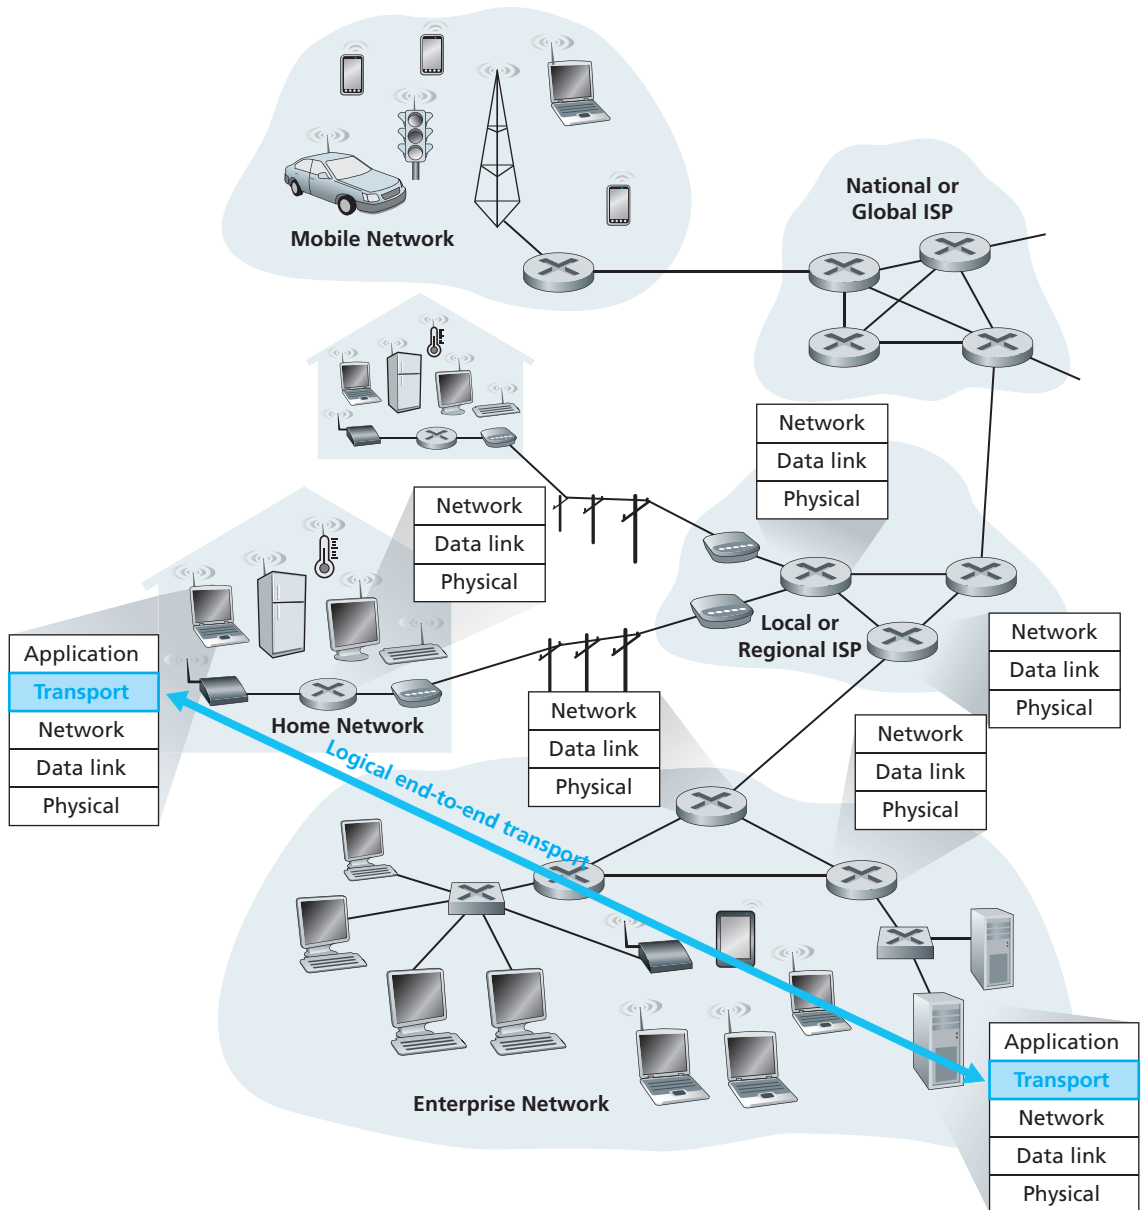 Mobile Network
National or
Global ISP
Network
Data link
Physical
Network
Data link
Physical
Local or
Regional ISP
Network
Data link
Physical
Application
Transport
Network
Data link
Physical
Home Network
Network
Data link
Physical
Network
Data link
Physical
Logical end-to-end transport
Enterprise Network
Application
Transport
Network
Data link
Physical